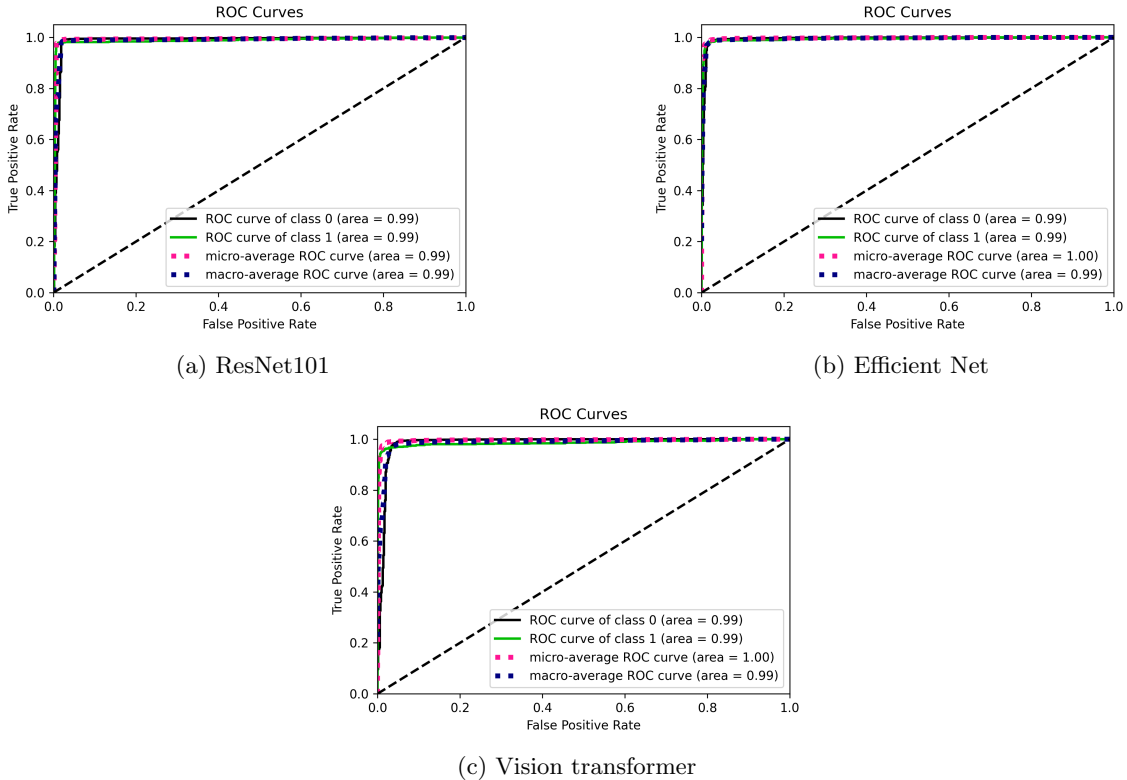 ROC Curves
1.0
0.8
0.6
0.4
0.2
0.0
True Positive Rate
ROC curve of class 0 (area = 0.99)
ROC curve of class 1 (area = 0.99)
micro-average ROC curve (area = 0.99)
macro-average ROC curve (area = 0.99)
0.0 0.2 0.4 0.6 0.8 1.0
False Positive Rate
(a) ResNet101
ROC Curves
1.0
0.8
0.6
0.4
0.2
0.0
True Positive Rate
ROC curve of class 0 (area = 0.99)
ROC curve of class 1 (area = 0.99)
micro-average ROC curve (area = 1.00)
macro-average ROC curve (area = 0.99)
0.0 0.2 0.4 0.6 0.8 1.0
False Positive Rate
(b) Efficient Net
ROC Curves
1.0
0.8
0.6
0.4
0.2
0.0
True Positive Rate
ROC curve of class 0 (area = 0.99)
ROC curve of class 1 (area = 0.99)
micro-average ROC curve (area = 1.00)
macro-average ROC curve (area = 0.99)
0.0 0.2 0.4 0.6 0.8 1.0
False Positive Rate
(c) Vision transformer